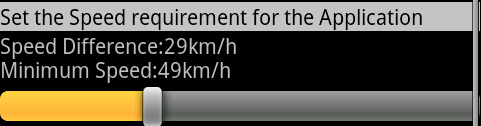 Set the Speed requirement for the Application
Speed Difference:29km/h
Minimum Speed:49km/h